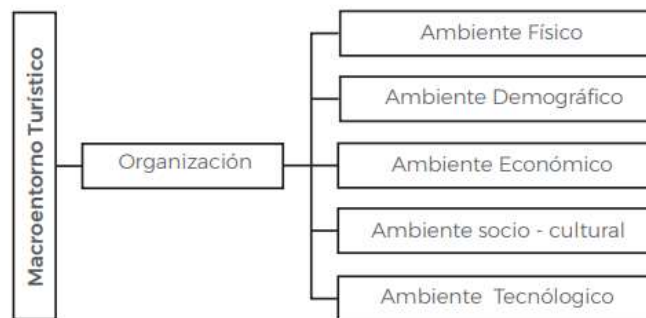 Macroentorno Turístico
Organización
Ambiente Físico
Ambiente Demográfico
Ambiente Económico
Ambiente socio - cultural
Ambiente Tecnólogico